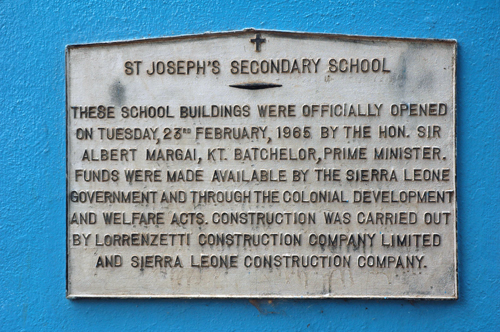 ST JOSEPH'S SECONDARY SCHOOL
THESE SCHOOL BUILDINGS WERE OFFICIALLY OPENED
ON TUESDAY, 23RD FEBRUARY, 1965 BY THE HON. SIR
ALBERT MARGAI, KT. BATCHELOR, PRIME MINISTER.
FUNDS WERE MADE AVAILABLE BY THE SIERRA LEONE
GOVERNMENT AND THROUGH THE COLONIAL DEVELOPMENT
AND WELFARE ACTS. CONSTRUCTION WAS CARRIED OUT
BY LORRENZETTI CONSTRUCTION COMPANY LIMITED
AND SIERRA LEONE CONSTRUCTION COMPANY.